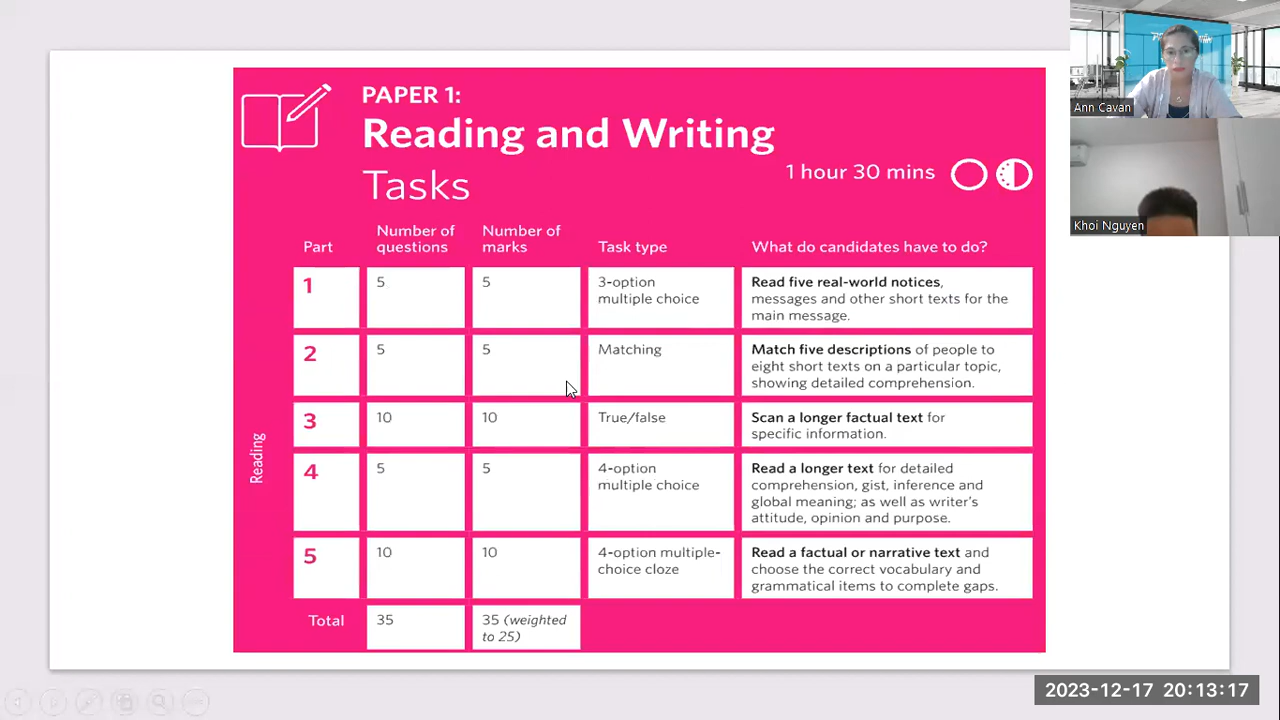 PAPER 1:
Reading and Writing
Tasks
1 hour 30 mins
Part
Number of
questions
Number of
marks
Task type
What do candidates have to do?
Reading
1
5
5
3-option
multiple choice
Read five real-world notices,
messages and other short texts for the
main message.
2
5
5
Matching
Match five descriptions of people to
eight short texts on a particular topic,
showing detailed comprehension.
3
10
10
True/false
Scan a longer factual text for
specific information.
4
5
5
4-option
multiple choice
Read a longer text for detailed
comprehension, gist, inference and
global meaning; as well as writer's
attitude, opinion and purpose.
5
10
10
4-option multiple-
choice cloze
Read a factual or narrative text and
choose the correct vocabulary and
grammatical items to complete gaps.
Total
35
35 (weighted
to 25)
Ann Cavan
Khoi Nguyen
2023-12-17 20:13:17